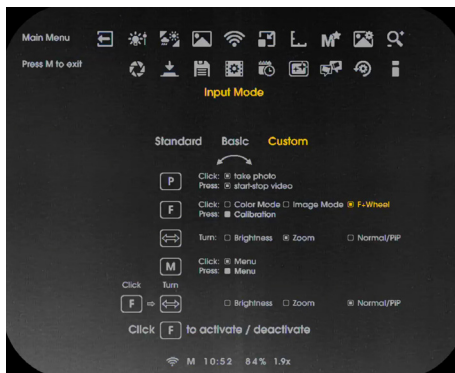 Main Menu
Press M to exit
Input Mode
Standard Basic Custom
P Click: take photo
Press: start-stop video
F Click: Color Mode Image Mode F+Wheel
Press: Calibration
Turn: Brightness Zoom Normal/PiP
M Click: Menu
Press: Menu
Click Turn
F Brightness Zoom Normal/PiP
Click F to activate / deactivate
M 10:52 84% 1.9x